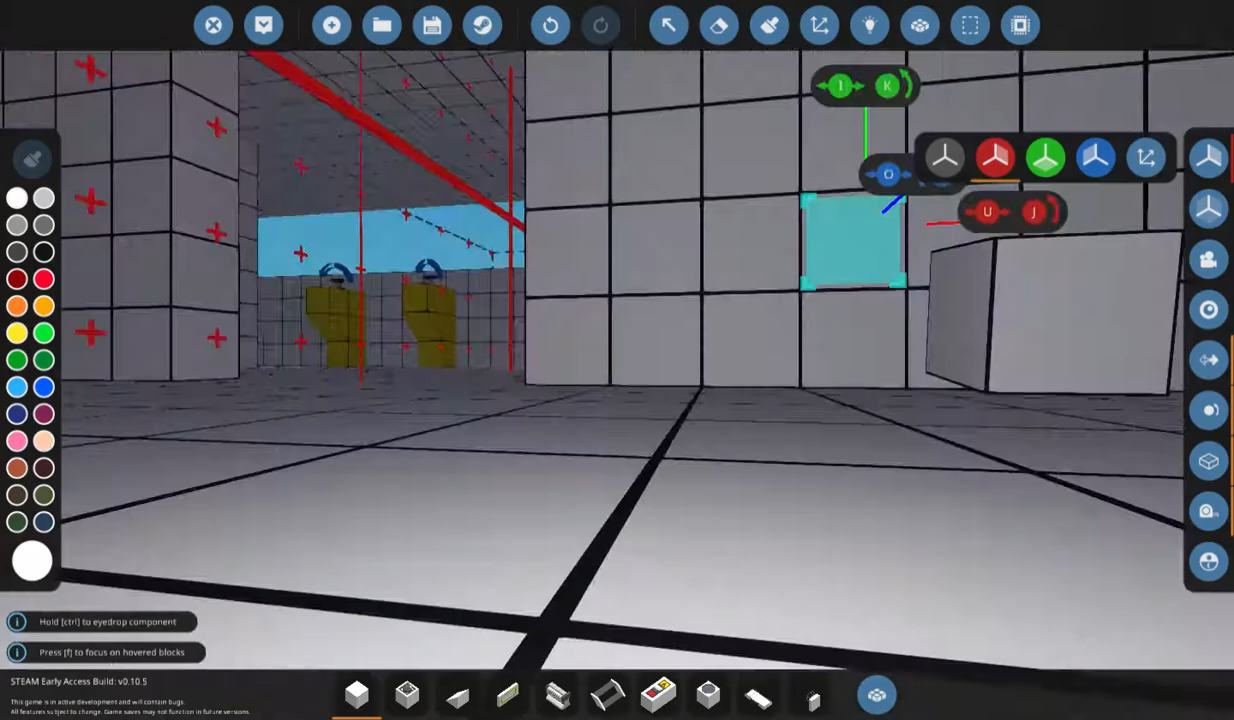 I K
O
U J
Hold [ctrl] to eyedrop component
Press [f] to focus on hovered blocks
STEAM Early Access Build: v0.10.5
This game is in active development and will contain bugs.
All features subject to change. Game saves may not function in future versions.